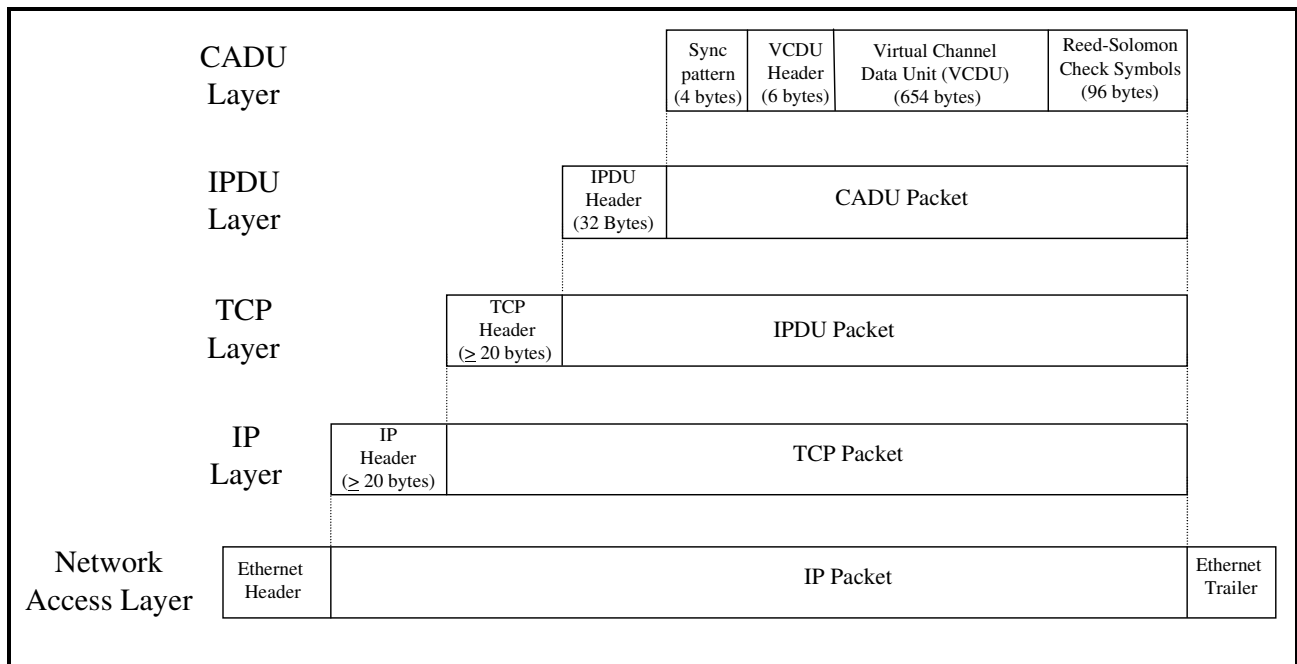 CADU
Layer
Sync
pattern
(4 bytes)
VCDU
Header
(6 bytes)
Virtual Channel
Data Unit (VCDU)
(654 bytes)
Reed-Solomon
Check Symbols
(96 bytes)
IPDU
Layer
IPDU
Header
(32 Bytes)
CADU Packet
TCP
Layer
TCP
Header
(≥ 20 bytes)
IPDU Packet
IP
Layer
IP
Header
(≥ 20 bytes)
TCP Packet
Network
Access Layer
Ethernet
Header
IP Packet
Ethernet
Trailer